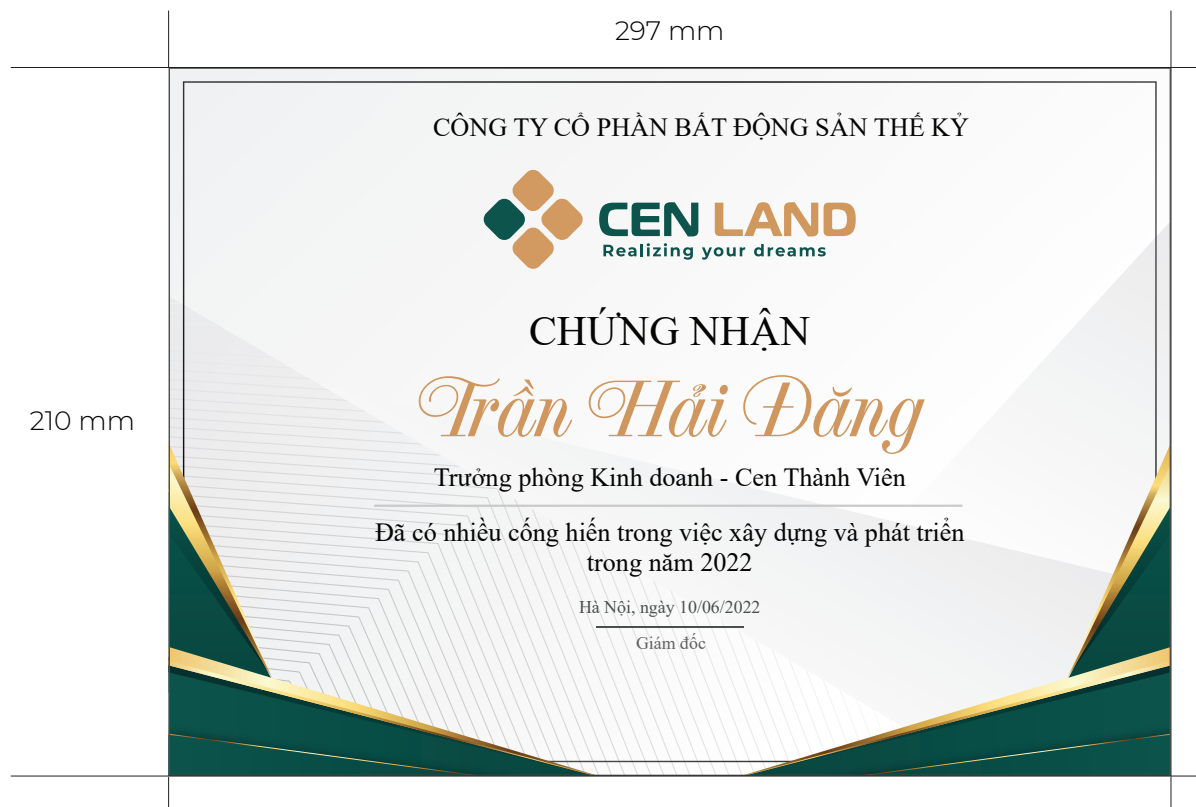 297 mm
CÔNG TY CỔ PHẦN BẤT ĐỘNG SẢN THẾ KỶ
CEN LAND
Realizing your dreams
CHỨNG NHẬN
Trần Hải Đăng
210 mm
Trưởng phòng Kinh doanh - Cen Thành Viên
Đã có nhiều cống hiến trong việc xây dựng và phát triển
trong năm 2022
Hà Nội, ngày 10/06/2022
Giám đốc